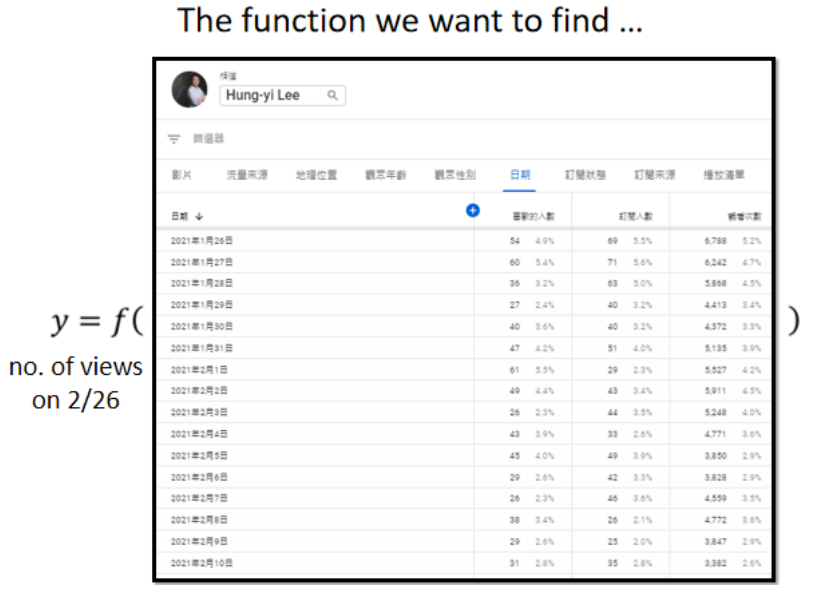 The function we want to find ...
頻道
Hung-yi Lee
篩選器
影片 流量來源 地理位置 觀眾年齡 觀眾性別 日期 訂閱狀態 訂閱來源 播放清單
日期 喜歡的人數 訂閱人數 觀看次數
2021年1月26日 54 4.9% 69 5.5% 6,788 5.2%
2021年1月27日 60 5.4% 71 5.6% 6,242 4.7%
2021年1月28日 36 3.2% 63 5.0% 5,868 4.5%
2021年1月29日 27 2.4% 40 3.2% 4,413 3.4%
2021年1月30日 40 3.6% 40 3.2% 4,372 3.3%
2021年1月31日 47 4.2% 51 4.0% 5,135 3.9%
2021年2月1日 61 5.5% 29 2.3% 5,527 4.2%
2021年2月2日 49 4.4% 43 3.4% 5,911 4.5%
2021年2月3日 26 2.3% 44 3.5% 5,248 4.0%
2021年2月4日 43 3.9% 33 2.6% 4,771 3.6%
2021年2月5日 45 4.0% 49 3.9% 3,850 2.9%
2021年2月6日 29 2.6% 42 3.3% 3,828 2.9%
2021年2月7日 26 2.3% 46 3.6% 4,559 3.5%
2021年2月8日 38 3.4% 26 2.1% 4,772 3.6%
2021年2月9日 29 2.6% 25 2.0% 3,847 2.9%
2021年2月10日 31 2.8% 35 2.8% 3,382 2.6%
y = f( )
no. of views
on 2/26